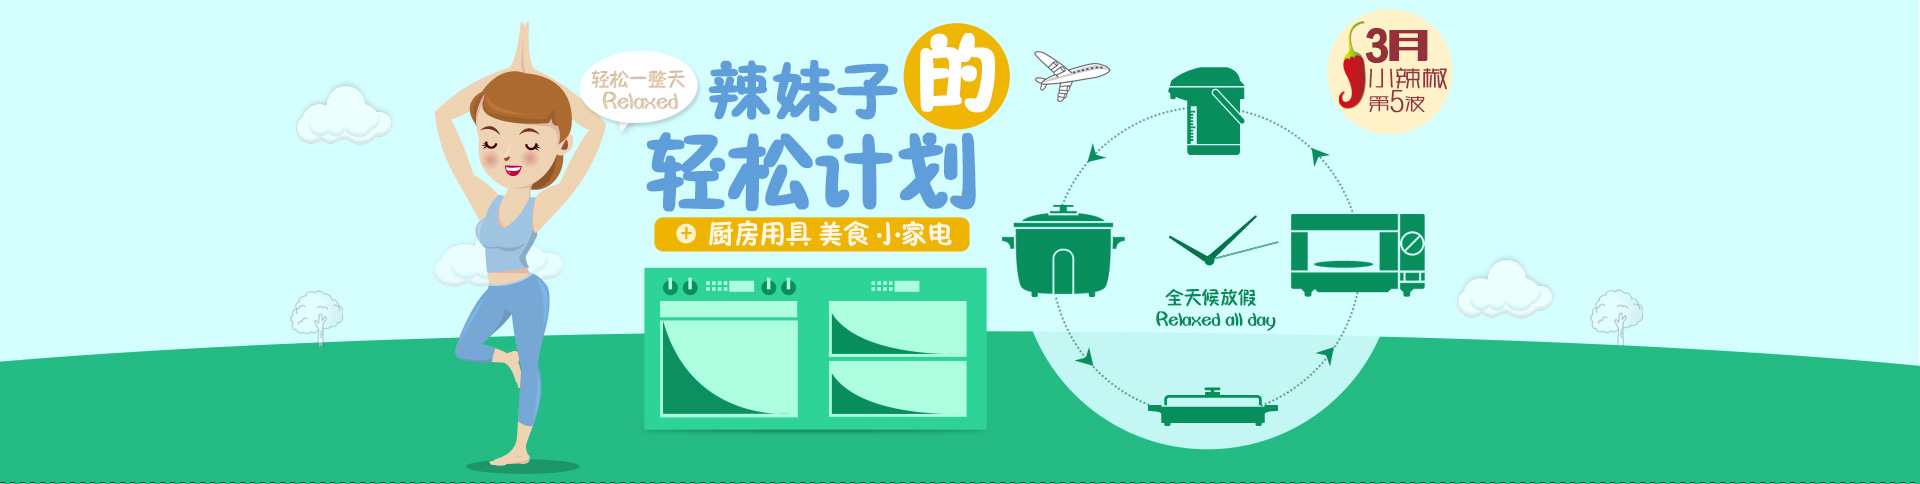 轻松一整天
Relaxed
辣妹子的
轻松计划
厨房用具 美食 小家电
全天候放假
Relaxed all day
3月
小辣椒
第5波